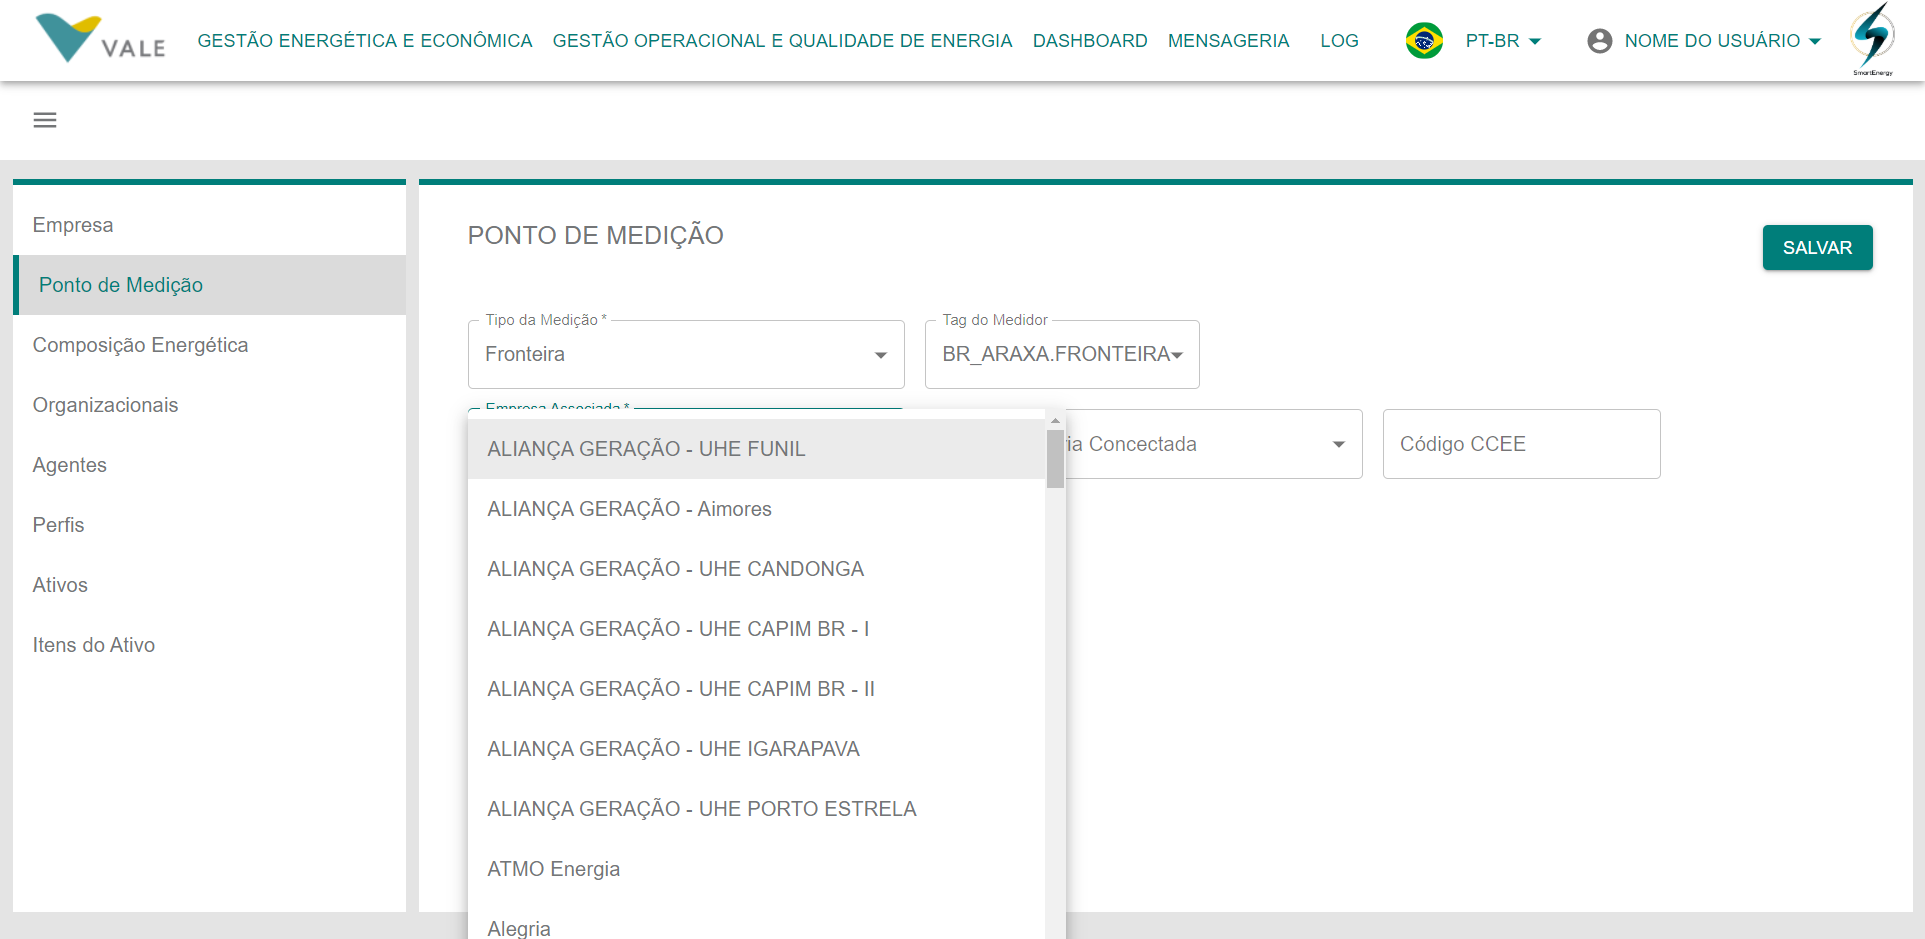 VALE
GESTÃO ENERGÉTICA E ECONÔMICA GESTÃO OPERACIONAL E QUALIDADE DE ENERGIA DASHBOARD MENSAGERIA LOG PT-BR NOME DO USUÁRIO
SmartEnergy
Empresa
Ponto de Medição
Composição Energética
Organizacionais
Agentes
Perfis
Ativos
Itens do Ativo
PONTO DE MEDIÇÃO
SALVAR
Tipo da Medição *
Fronteira
Tag do Medidor
BR_ARAXA.FRONTEIRA
Empresa Associada *
ia Concectada
Código CCEE
ALIANÇA GERAÇÃO - UHE FUNIL
ALIANÇA GERAÇÃO - Aimores
ALIANÇA GERAÇÃO - UHE CANDONGA
ALIANÇA GERAÇÃO - UHE CAPIM BR - I
ALIANÇA GERAÇÃO - UHE CAPIM BR - II
ALIANÇA GERAÇÃO - UHE IGARAPAVA
ALIANÇA GERAÇÃO - UHE PORTO ESTRELA
ATMO Energia
Alegria